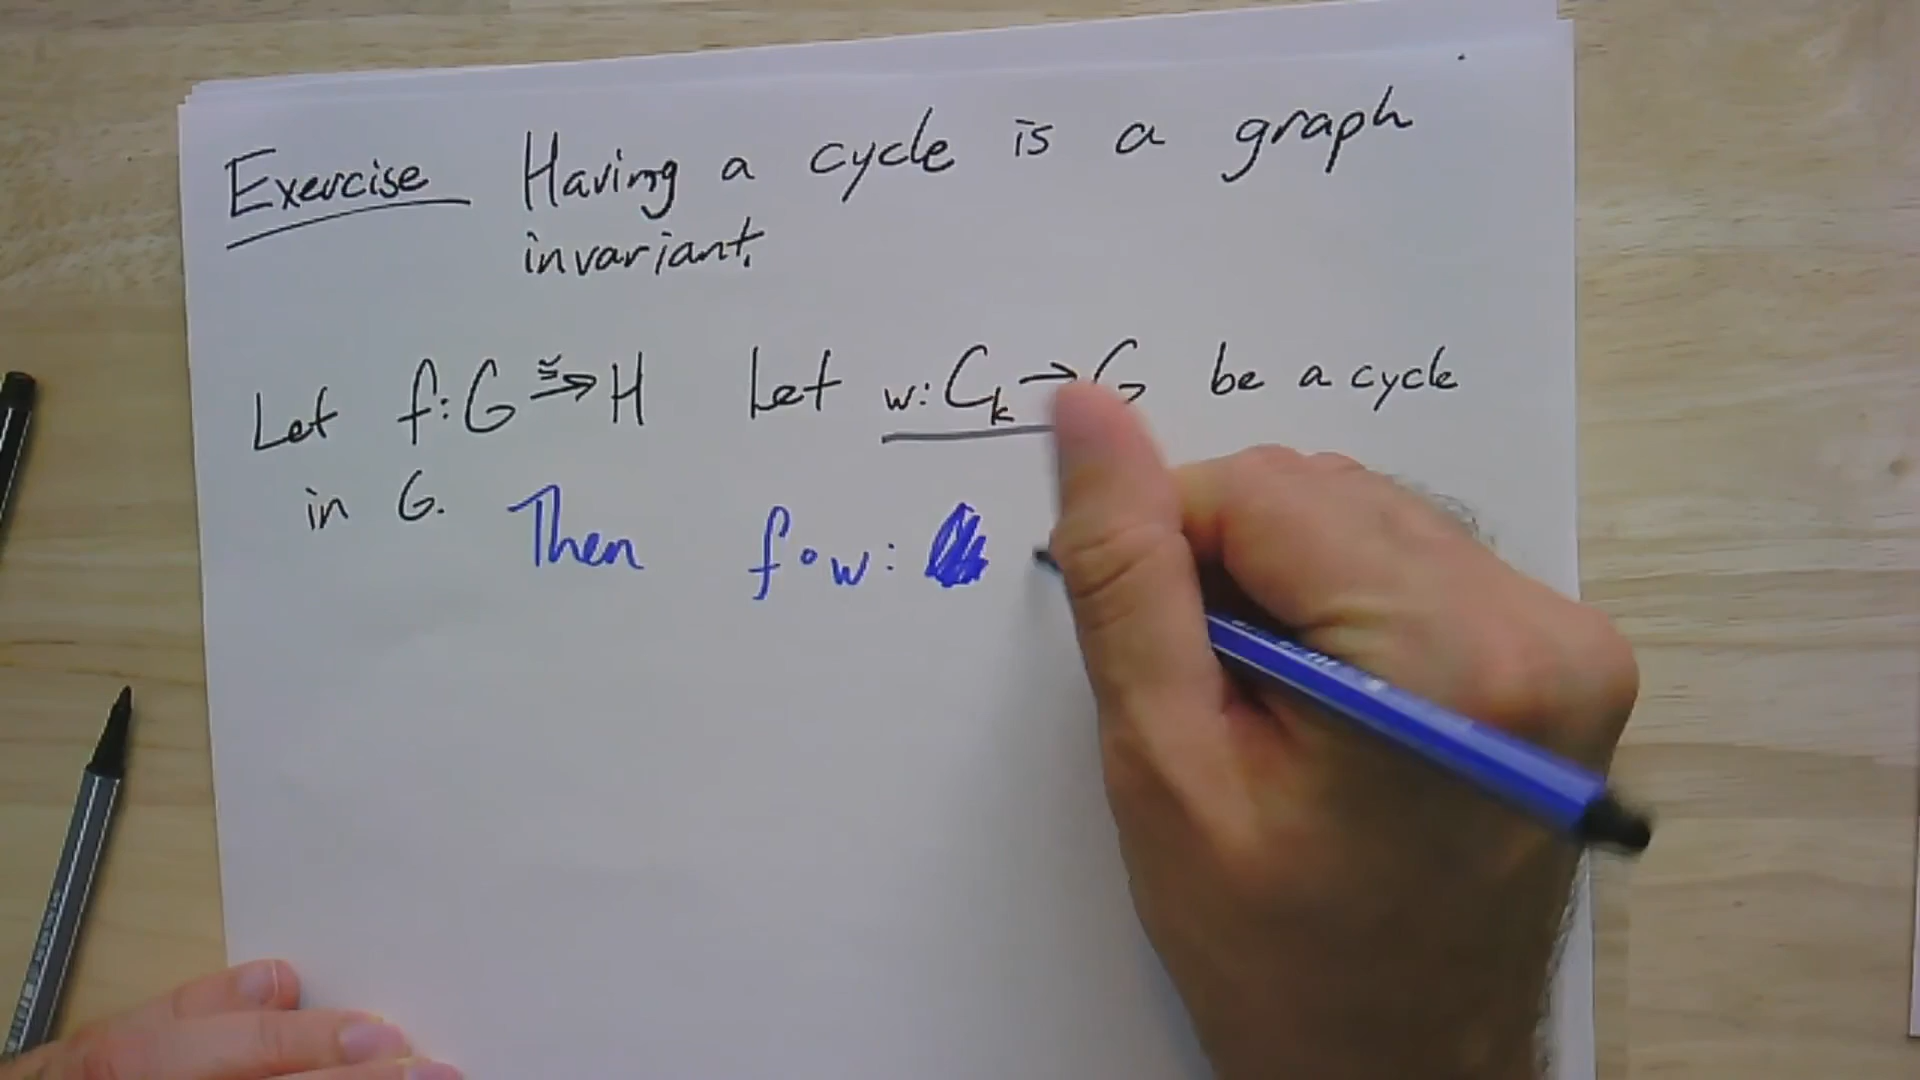 Exercise Having a cycle is a graph
invariant.
Let f: G ≅→ H Let w: Cₖ → G be a cycle
in G. Then f∘w: